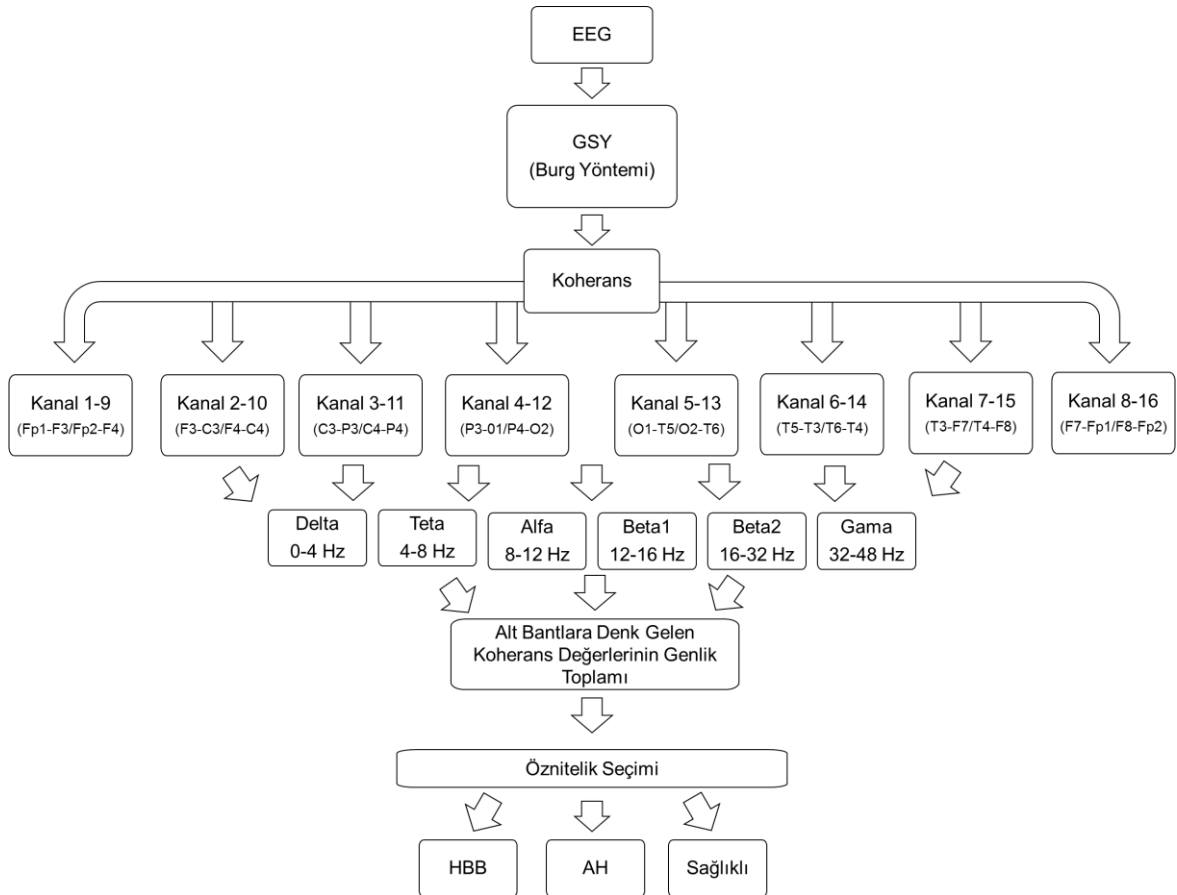 EEG
GSY
(Burg Yöntemi)
Koherans
Kanal 1-9
(Fp1-F3/Fp2-F4)
Kanal 2-10
(F3-C3/F4-C4)
Kanal 3-11
(C3-P3/C4-P4)
Kanal 4-12
(P3-01/P4-O2)
Kanal 5-13
(O1-T5/O2-T6)
Kanal 6-14
(T5-T3/T6-T4)
Kanal 7-15
(T3-F7/T4-F8)
Kanal 8-16
(F7-Fp1/F8-Fp2)
Delta
0-4 Hz
Teta
4-8 Hz
Alfa
8-12 Hz
Beta1
12-16 Hz
Beta2
16-32 Hz
Gama
32-48 Hz
Alt Bantlara Denk Gelen
Koherans Değerlerinin Genlik
Toplamı
Öznitelik Seçimi
HBB
AH
Sağlıklı